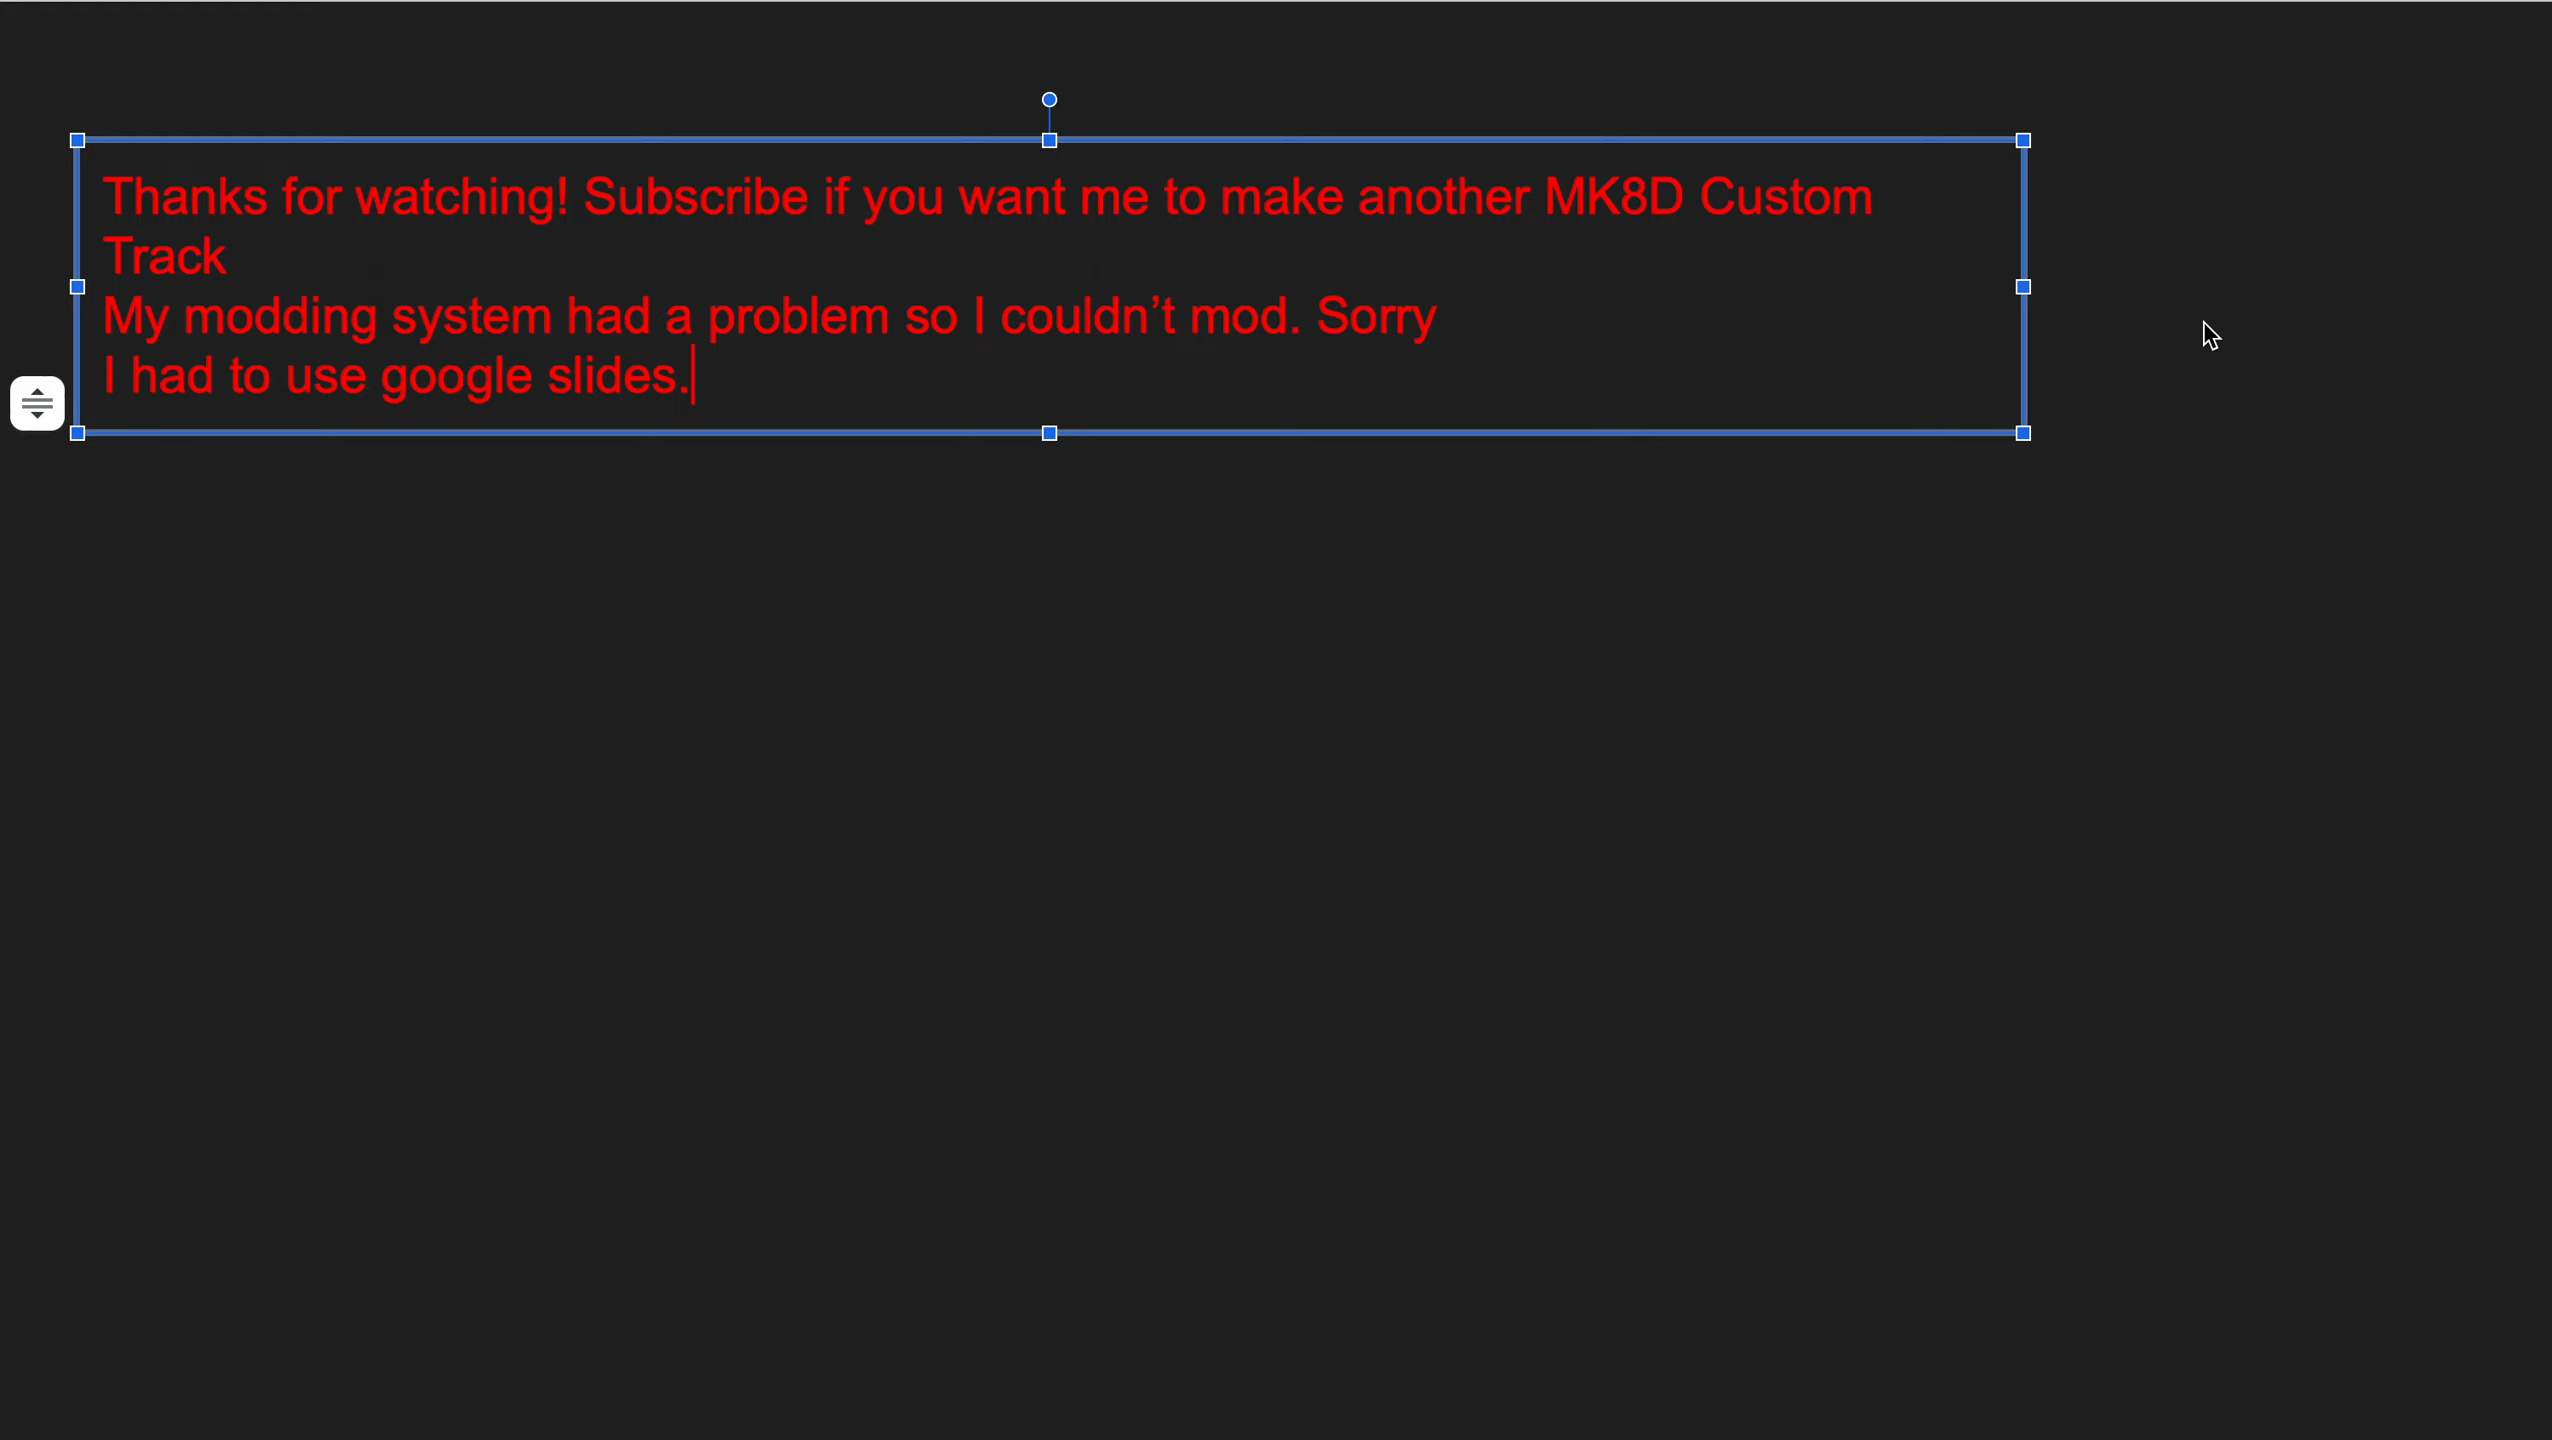 Thanks for watching! Subscribe if you want me to make another MK8D Custom
Track
My modding system had a problem so I couldn’t mod. Sorry
I had to use google slides.